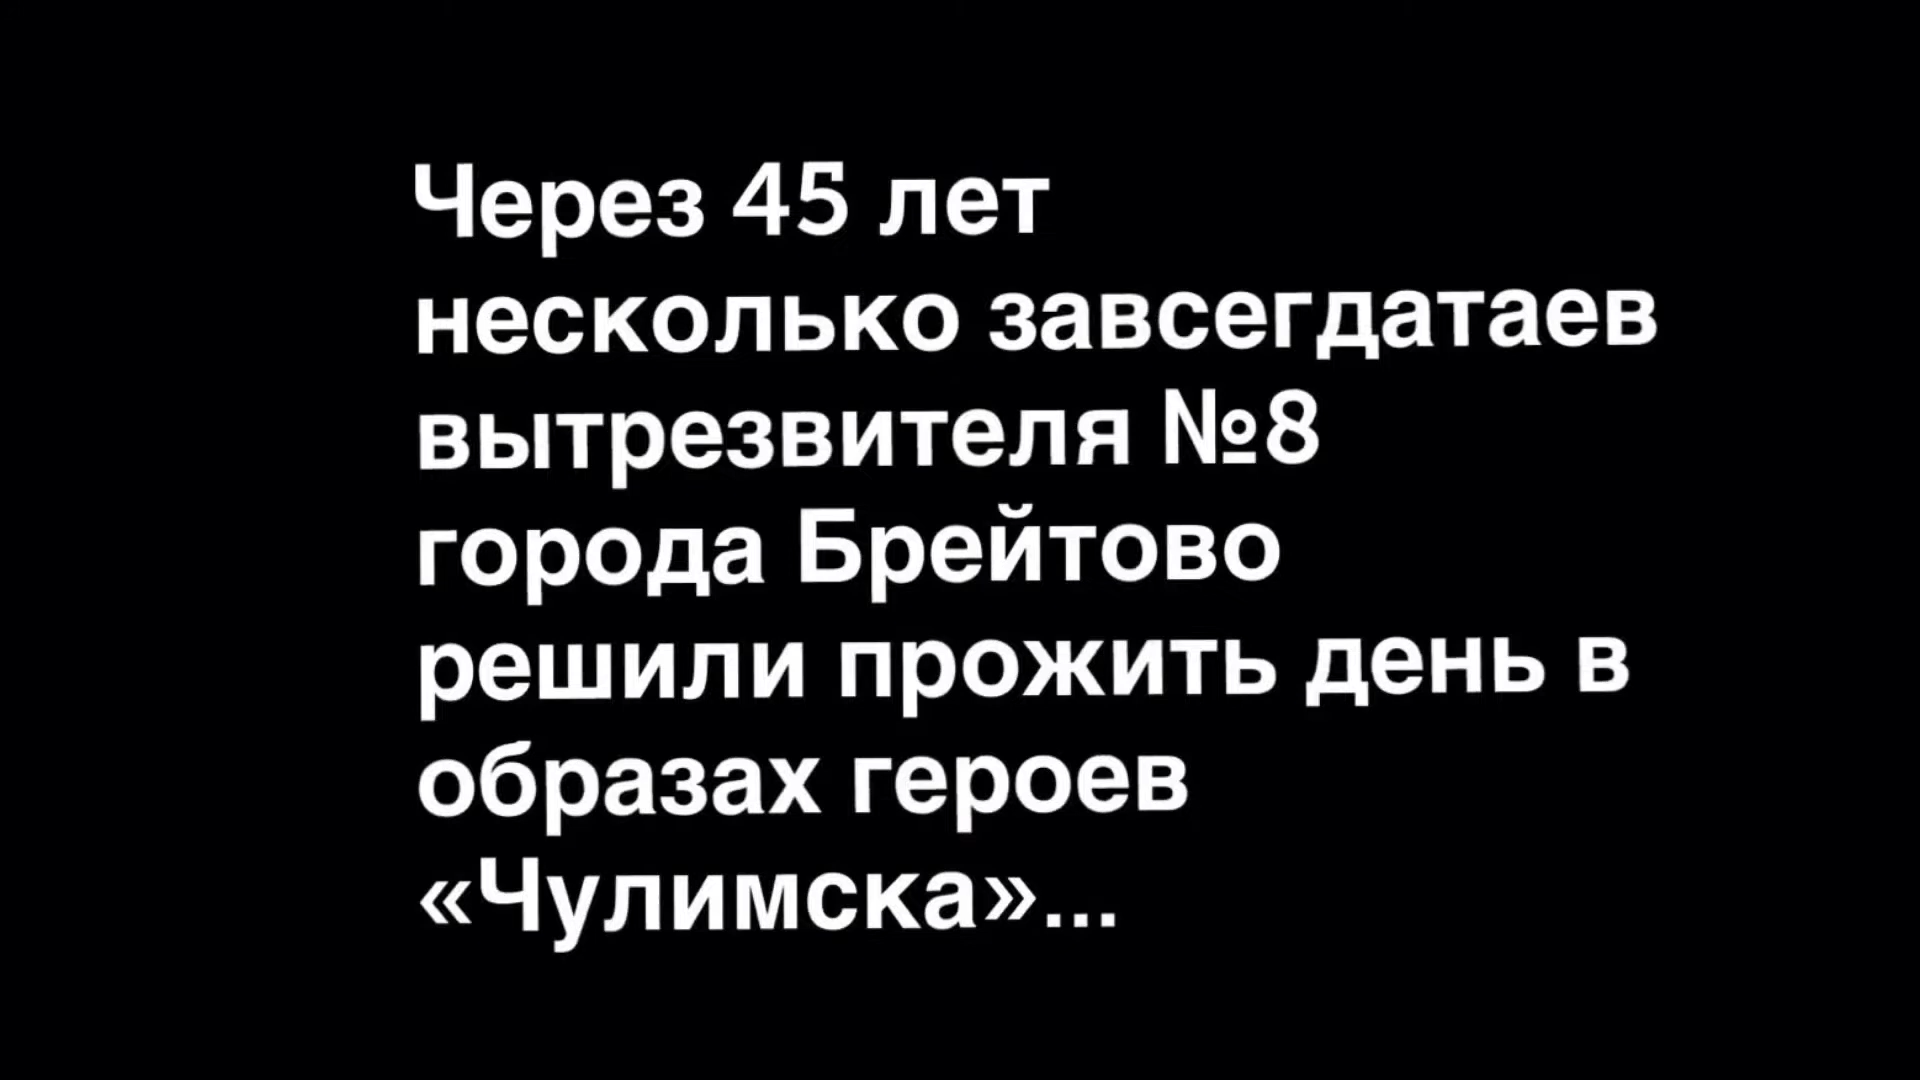 Через 45 лет
несколько завсегдатаев
вытрезвителя №8
города Брейтово
решили прожить день в
образах героев
«Чулимска»...